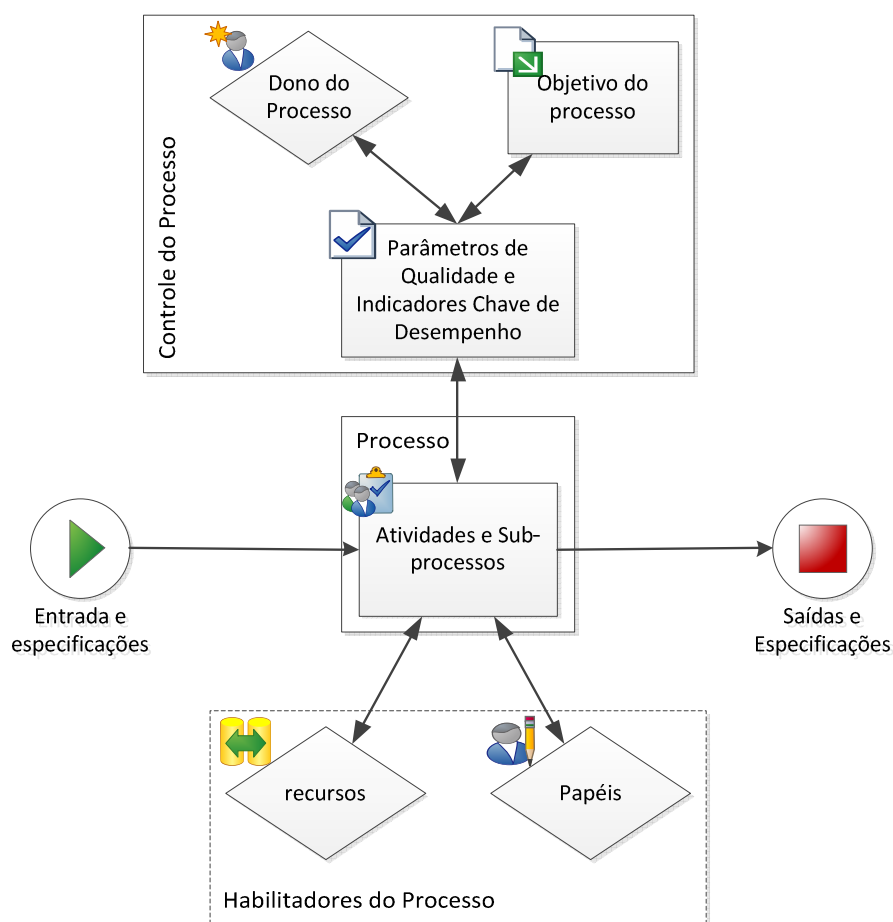 Controle do Processo
Dono do
Processo
Objetivo do
processo
Parâmetros de
Qualidade e
Indicadores Chave de
Desempenho
Processo
Atividades e Sub-
processos
Entrada e
especificações
Saídas e
Especificações
recursos
Papéis
Habilitadores do Processo